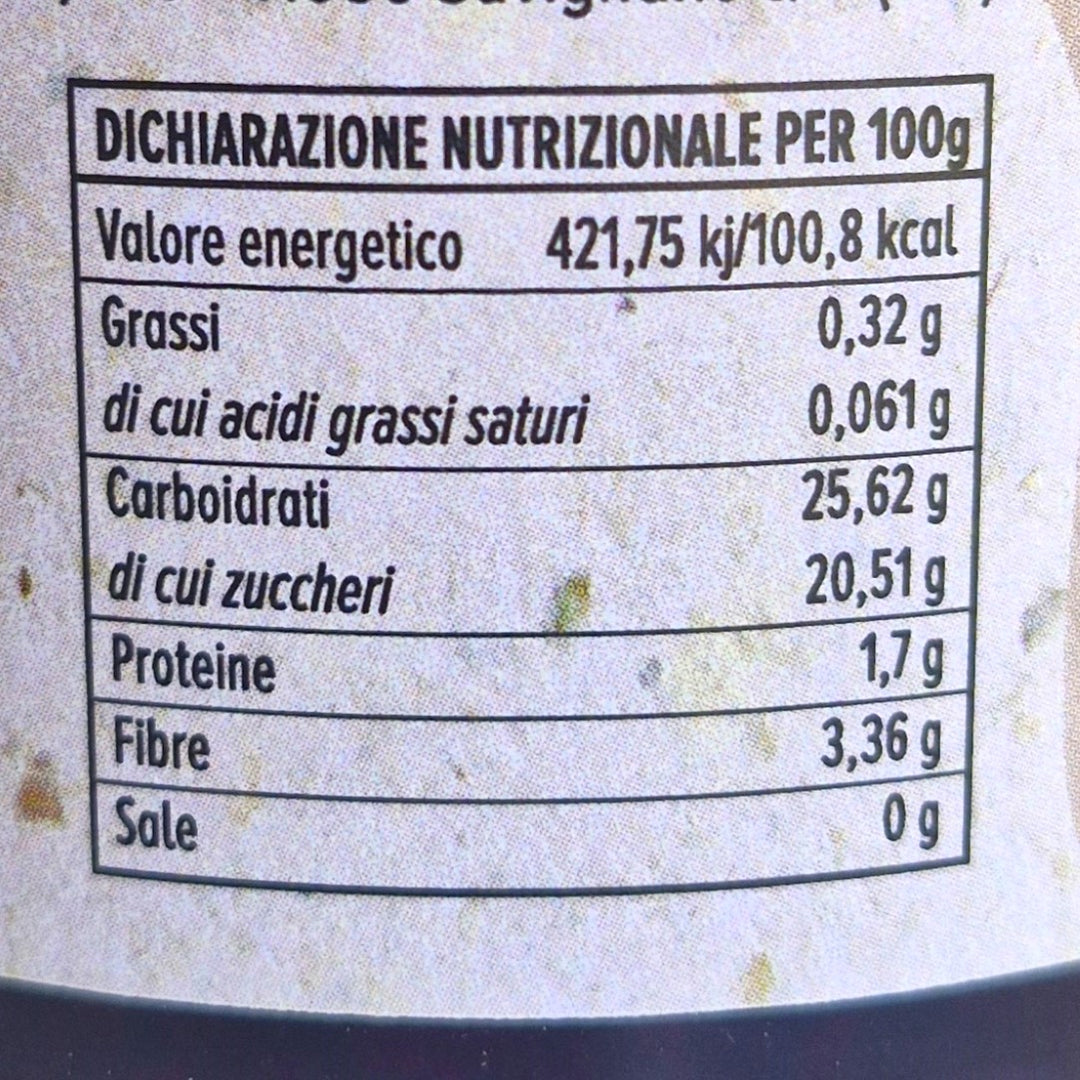 DICHIARAZIONE NUTRIZIONALE PER 100g
Valore energetico 421,75 kj/100,8 kcal
Grassi 0,32 g
di cui acidi grassi saturi 0,061 g
Carboidrati 25,62 g
di cui zuccheri 20,51 g
Proteine 1,7 g
Fibre 3,36 g
Sale 0 g